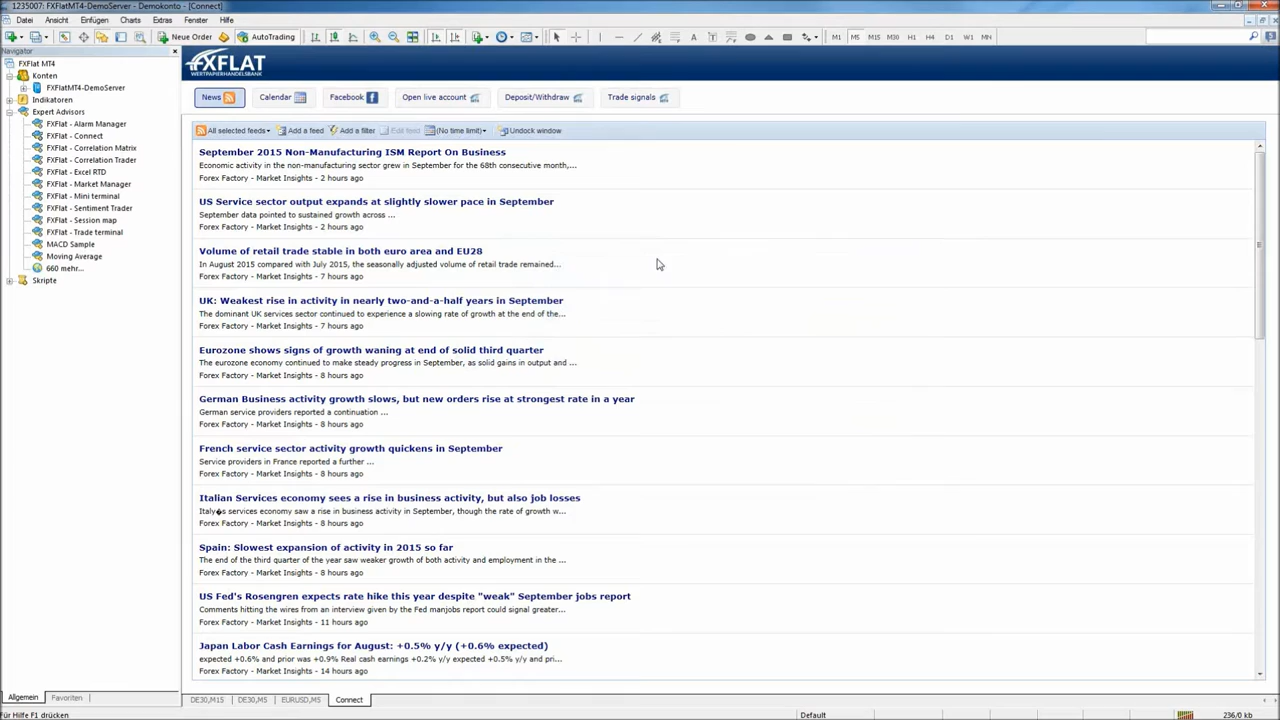 1235007: FXFlatMT4-DemoServer - Demokonto - [Connect]
Datei Ansicht Einfügen Charts Extras Fenster Hilfe
Neue Order AutoTrading M1 M5 M15 M30 H1 H4 D1 W1 MN
Navigator
FXFlat MT4
Konten
FXFlatMT4-DemoServer
Indikatoren
Expert Advisors
FXFlat - Alarm Manager
FXFlat - Connect
FXFlat - Correlation Matrix
FXFlat - Correlation Trader
FXFlat - Excel RTD
FXFlat - Market Manager
FXFlat - Mini terminal
FXFlat - Sentiment Trader
FXFlat - Session map
FXFlat - Trade terminal
MACD Sample
Moving Average
660 mehr...
Skripte
Allgemein Favoriten
FXFLAT
WERTPAPIERHANDELSBANK
News Calendar Facebook Open live account Deposit/Withdraw Trade signals
All selected feeds Add a feed Add a filter Edit feed (No time limit) Undock window
September 2015 Non-Manufacturing ISM Report On Business
Economic activity in the non-manufacturing sector grew in September for the 68th consecutive month,...
Forex Factory - Market Insights - 2 hours ago
US Service sector output expands at slightly slower pace in September
September data pointed to sustained growth across ...
Forex Factory - Market Insights - 2 hours ago
Volume of retail trade stable in both euro area and EU28
In August 2015 compared with July 2015, the seasonally adjusted volume of retail trade remained...
Forex Factory - Market Insights - 7 hours ago
UK: Weakest rise in activity in nearly two-and-a-half years in September
The dominant UK services sector continued to experience a slowing rate of growth at the end of the...
Forex Factory - Market Insights - 7 hours ago
Eurozone shows signs of growth waning at end of solid third quarter
The eurozone economy continued to make steady progress in September, as solid gains in output and ...
Forex Factory - Market Insights - 8 hours ago
German Business activity growth slows, but new orders rise at strongest rate in a year
German service providers reported a continuation ...
Forex Factory - Market Insights - 8 hours ago
French service sector activity growth quickens in September
Service providers in France reported a further ...
Forex Factory - Market Insights - 8 hours ago
Italian Services economy sees a rise in business activity, but also job losses
Italy�s services economy saw a rise in business activity in September, though the rate of growth w...
Forex Factory - Market Insights - 8 hours ago
Spain: Slowest expansion of activity in 2015 so far
The end of the third quarter of the year saw weaker growth of both activity and employment in the ...
Forex Factory - Market Insights - 8 hours ago
US Fed's Rosengren expects rate hike this year despite "weak" September jobs report
Comments hitting the wires from an interview given by the Fed manjobs report could signal greater...
Forex Factory - Market Insights - 11 hours ago
Japan Labor Cash Earnings for August: +0.5% y/y (+0.6% expected)
expected +0.6% and prior was +0.9% Real cash earnings +0.2% y/y expected +0.5% y/y and pri...
Forex Factory - Market Insights - 14 hours ago
DE30,M15 DE30,M5 EURUSD,M5 Connect
Für Hilfe F1 drücken Default 236/0 kb